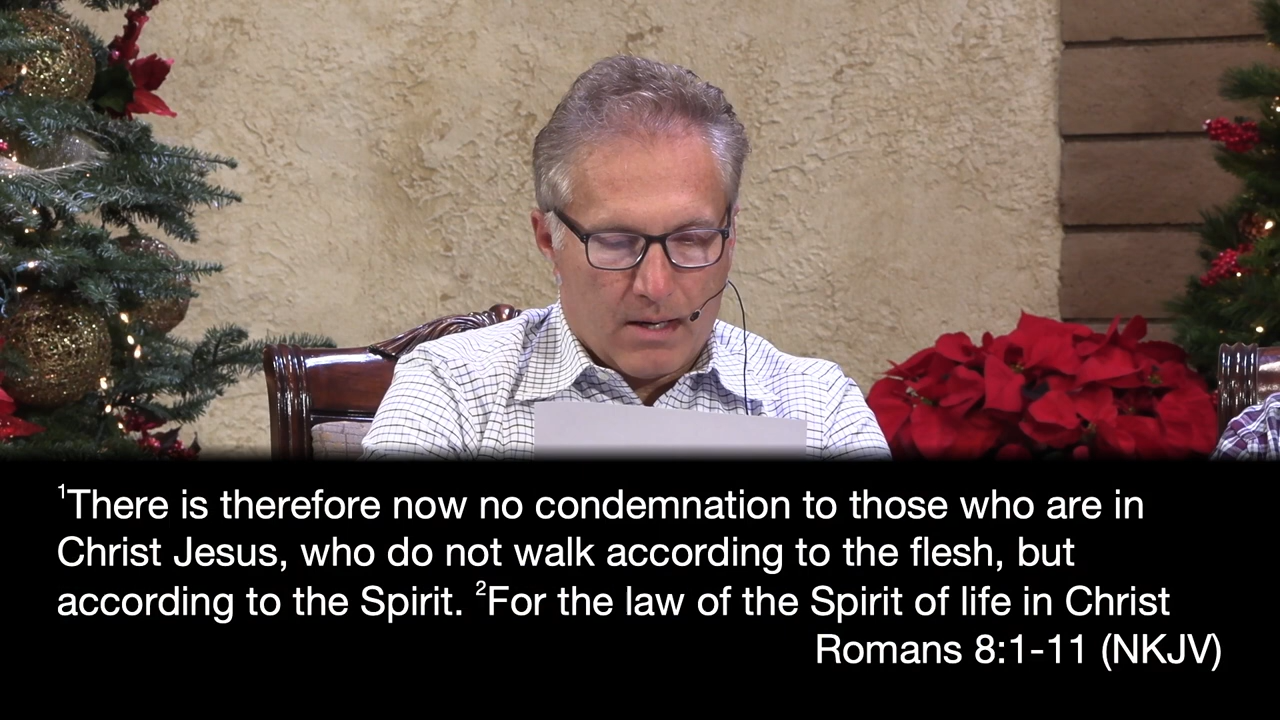 ¹There is therefore now no condemnation to those who are in
Christ Jesus, who do not walk according to the flesh, but
according to the Spirit. ²For the law of the Spirit of life in Christ
Romans 8:1-11 (NKJV)